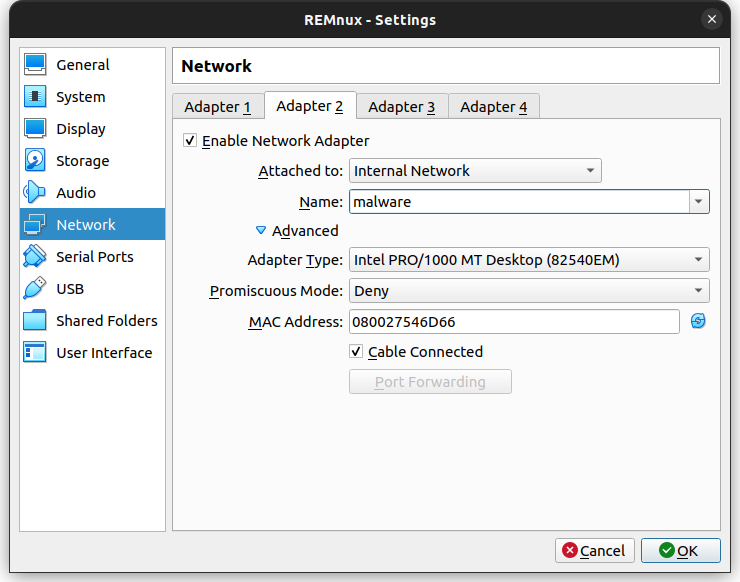 REMnux - Settings
General
System
Display
Storage
Audio
Network
Serial Ports
USB
Shared Folders
User Interface
Network
Adapter 1
Adapter 2
Adapter 3
Adapter 4
Enable Network Adapter
Attached to: Internal Network
Name: malware
Advanced
Adapter Type: Intel PRO/1000 MT Desktop (82540EM)
Promiscuous Mode: Deny
MAC Address: 080027546D66
Cable Connected
Port Forwarding
Cancel
OK